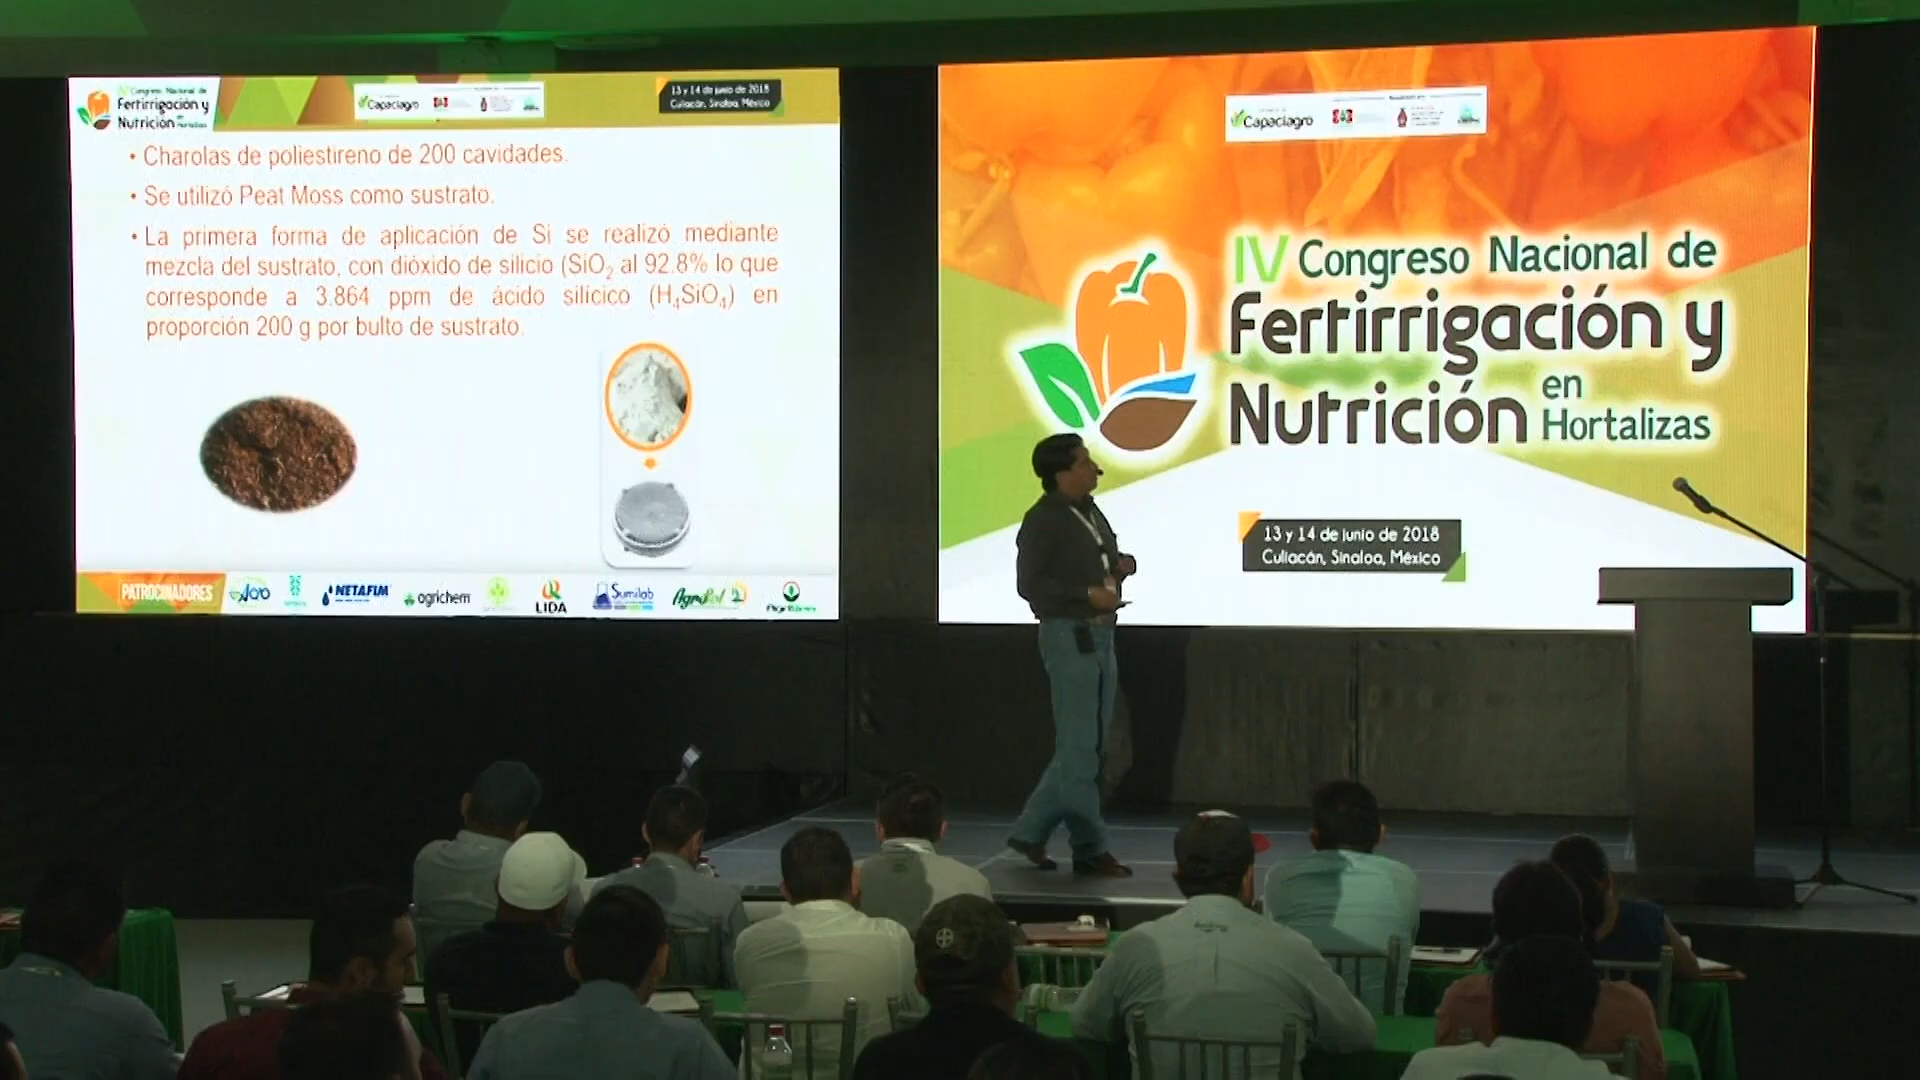 IV Congreso Nacional de
Fertirrigación y
Nutrición en Hortalizas
Capaciagro
13 y 14 de junio de 2018
Culiacán, Sinaloa, México
• Charolas de poliestireno de 200 cavidades.
• Se utilizó Peat Moss como sustrato.
• La primera forma de aplicación de Si se realizó mediante
mezcla del sustrato, con dióxido de silicio (SiO₂ al 92.8% lo que
corresponde a 3.864 ppm de ácido silícico (H₄SiO₄) en
proporción 200 g por bulto de sustrato.
PATROCINADORES
NETAFIM
agrichem
LIDA
Sumilab
AgriSol
Capaciagro
IV Congreso Nacional de
Fertirrigación y
Nutrición en
Hortalizas
13 y 14 de junio de 2018
Culiacán, Sinaloa, México